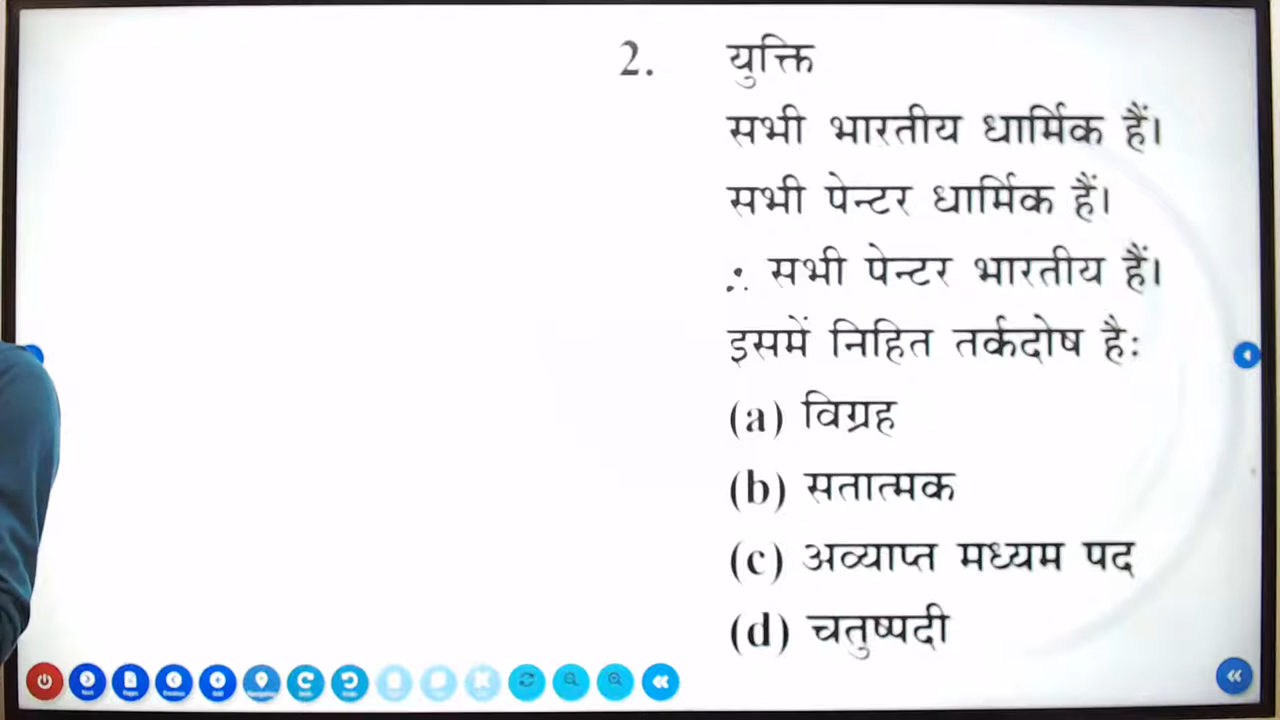 2. युक्ति
सभी भारतीय धार्मिक हैं।
सभी पेन्टर धार्मिक हैं।
∴ सभी पेन्टर भारतीय हैं।
इसमें निहित तर्कदोष है:
(a) विग्रह
(b) सतात्मक
(c) अव्याप्त मध्यम पद
(d) चतुष्पदी